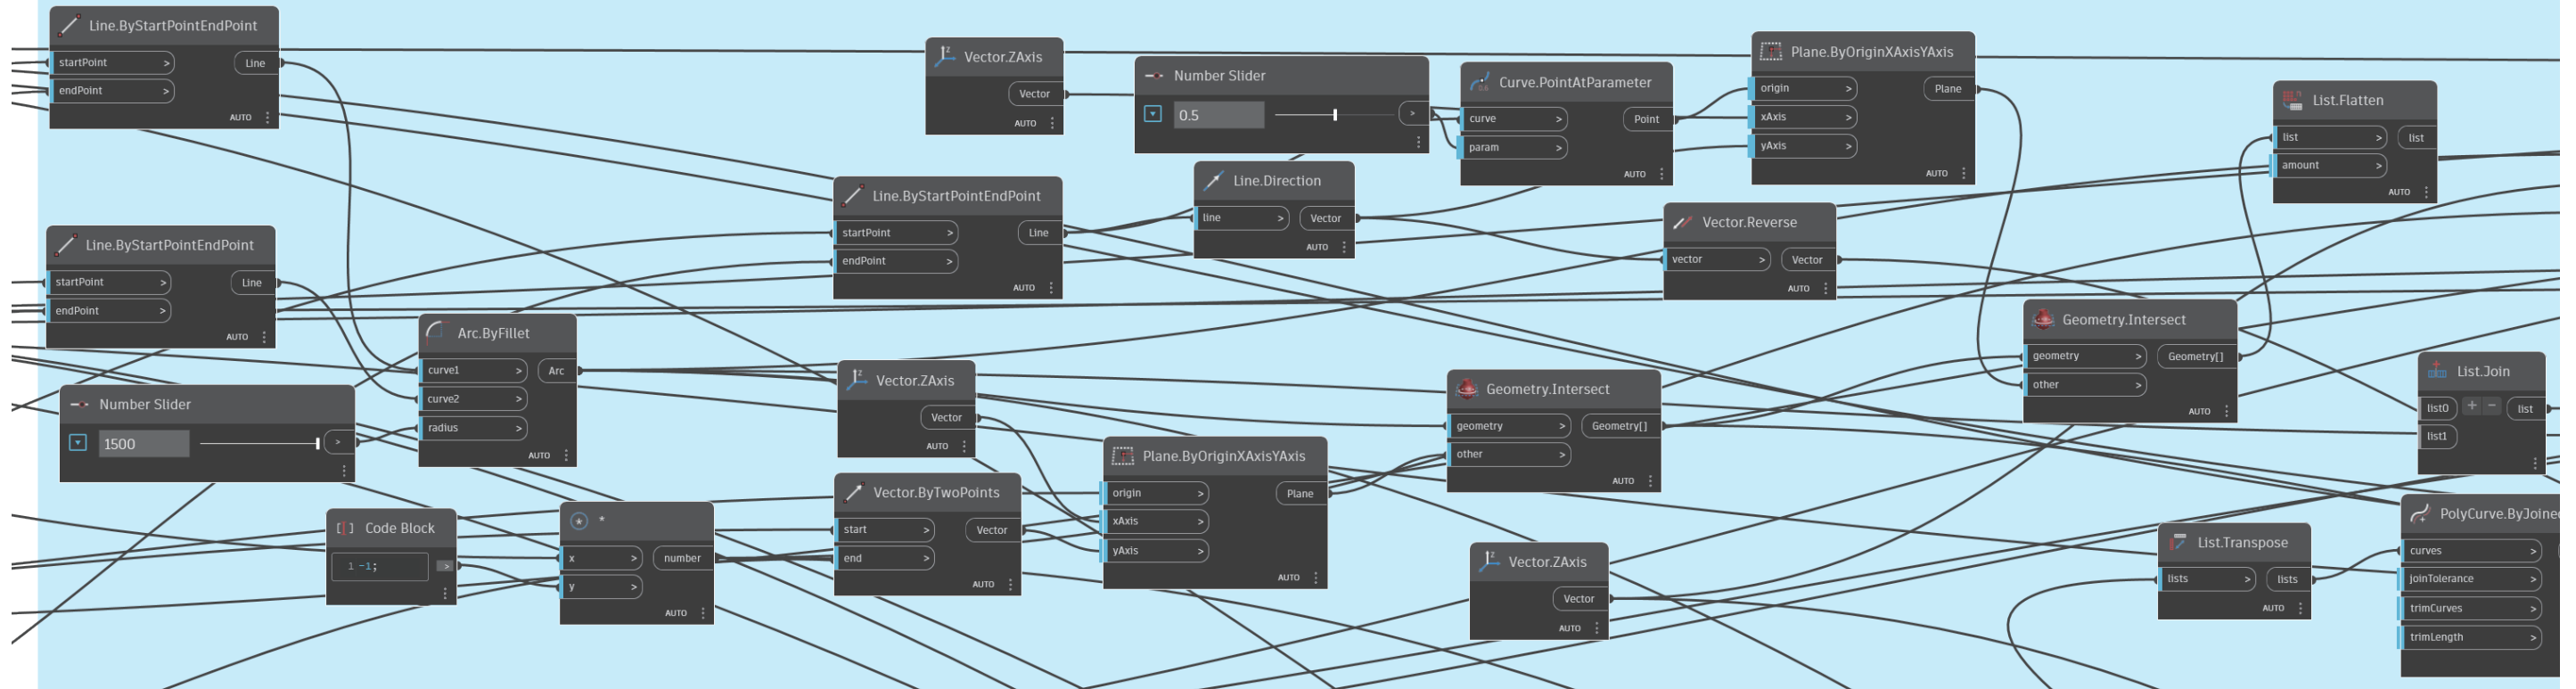 Line.ByStartPointEndPoint
startPoint >
Line
endPoint >
AUTO
Vector.ZAxis
Vector
AUTO
Number Slider
0.5
>
Curve.PointAtParameter
curve >
Point
param >
AUTO
Plane.ByOriginXAxisYAxis
origin >
Plane
xAxis >
yAxis >
AUTO
List.Flatten
list >
list
amount >
AUTO
Line.ByStartPointEndPoint
startPoint >
Line
endPoint >
AUTO
Line.ByStartPointEndPoint
startPoint >
Line
endPoint >
AUTO
Line.Direction
line >
Vector
AUTO
Vector.Reverse
vector >
Vector
AUTO
Arc.ByFillet
curve1 >
Arc
curve2 >
radius >
AUTO
Number Slider
1500
>
Vector.ZAxis
Vector
AUTO
Geometry.Intersect
geometry >
Geometry[]
other >
AUTO
Geometry.Intersect
geometry >
Geometry[]
other >
AUTO
List.Join
list0
+
−
list
list1
Plane.ByOriginXAxisYAxis
origin >
Plane
xAxis >
yAxis >
AUTO
Code Block
1 -1;
>
*
x >
number
y >
AUTO
Vector.ByTwoPoints
start >
Vector
end >
AUTO
Vector.ZAxis
Vector
AUTO
List.Transpose
lists >
lists
AUTO
PolyCurve.ByJoine
curves >
joinTolerance >
trimCurves >
trimLength >